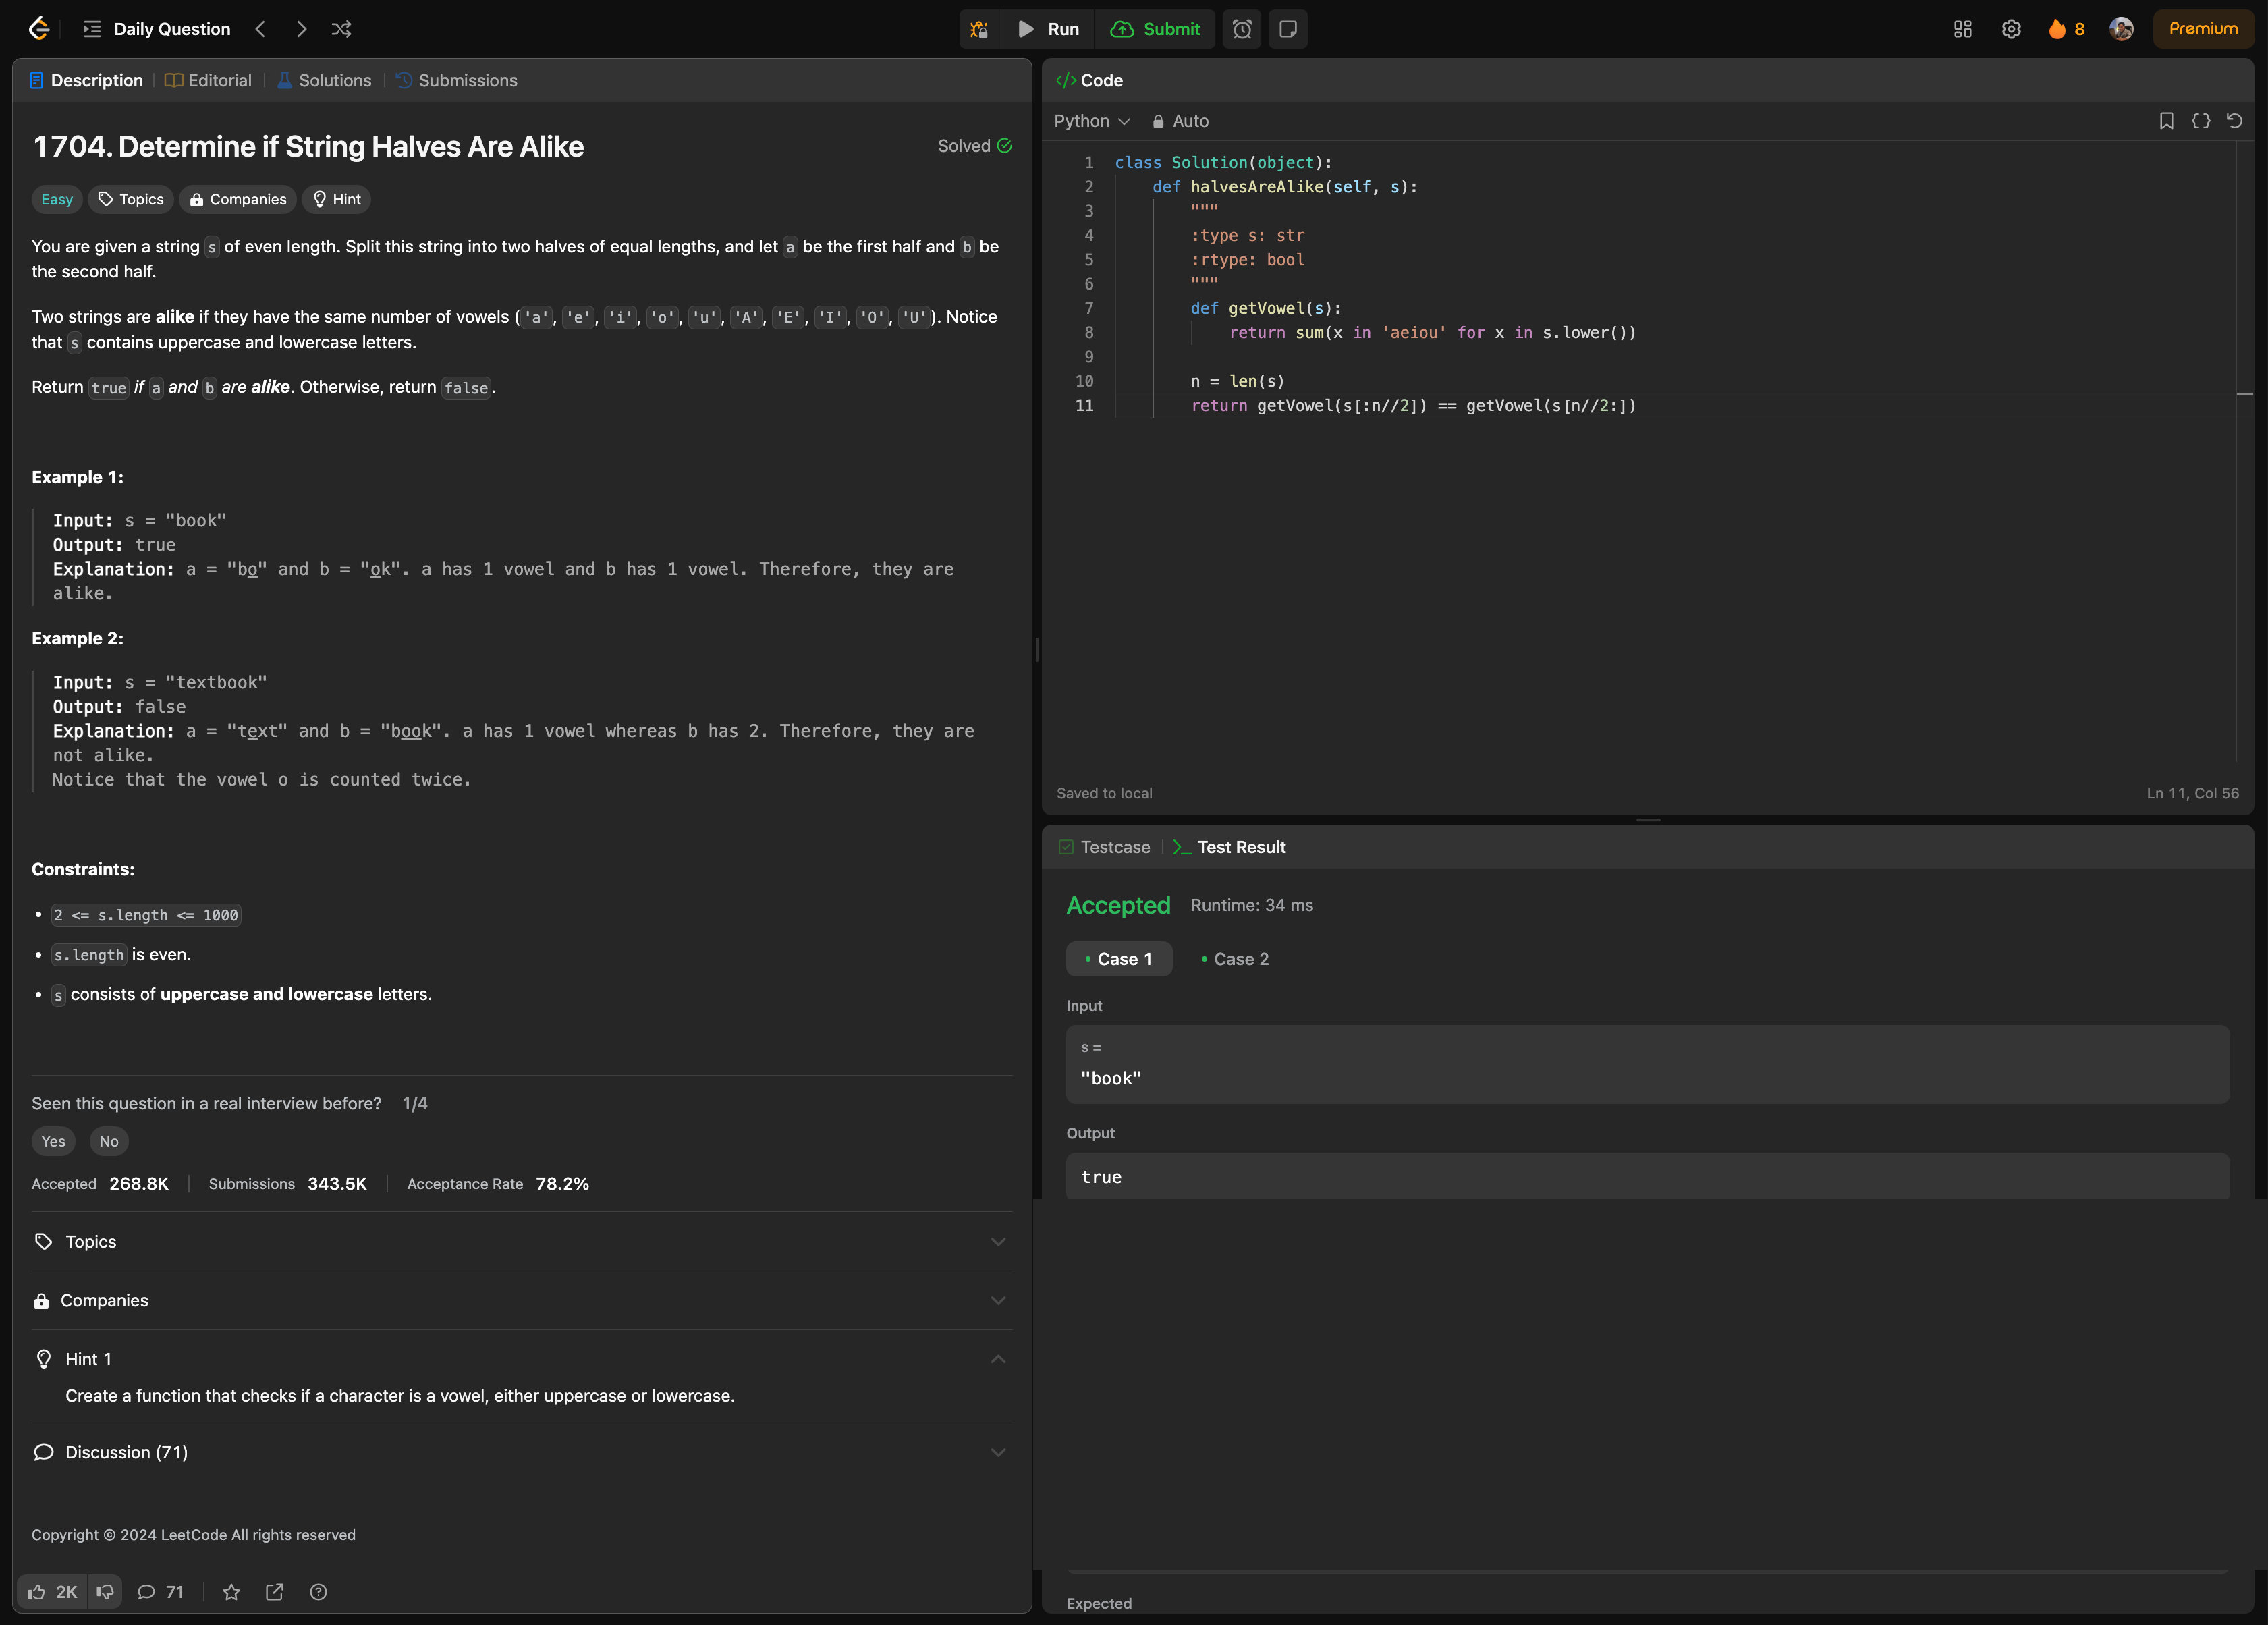 Daily Question
Run
Submit
8
Premium
Description
Editorial
Solutions
Submissions
1704. Determine if String Halves Are Alike
Solved
Easy
Topics
Companies
Hint
You are given a string s of even length. Split this string into two halves of equal lengths, and let a be the first half and b be
the second half.
Two strings are alike if they have the same number of vowels ('a', 'e', 'i', 'o', 'u', 'A', 'E', 'I', 'O', 'U'). Notice
that s contains uppercase and lowercase letters.
Return true if a and b are alike. Otherwise, return false.
Example 1:
Input: s = "book"
Output: true
Explanation: a = "bo" and b = "ok". a has 1 vowel and b has 1 vowel. Therefore, they are
alike.
Example 2:
Input: s = "textbook"
Output: false
Explanation: a = "text" and b = "book". a has 1 vowel whereas b has 2. Therefore, they are
not alike.
Notice that the vowel o is counted twice.
Constraints:
• 2 <= s.length <= 1000
• s.length is even.
• s consists of uppercase and lowercase letters.
Seen this question in a real interview before? 1/4
Yes
No
Accepted 268.8K
Submissions 343.5K
Acceptance Rate 78.2%
Topics
Companies
Hint 1
Create a function that checks if a character is a vowel, either uppercase or lowercase.
Discussion (71)
Copyright © 2024 LeetCode All rights reserved
2K
71
</> Code
Python
Auto
1 class Solution(object):
2     def halvesAreAlike(self, s):
3         """
4         :type s: str
5         :rtype: bool
6         """
7         def getVowel(s):
8             return sum(x in 'aeiou' for x in s.lower())
9
10         n = len(s)
11         return getVowel(s[:n//2]) == getVowel(s[n//2:])
Saved to local
Ln 11, Col 56
Testcase
Test Result
Accepted
Runtime: 34 ms
• Case 1
• Case 2
Input
s =
"book"
Output
true
Expected